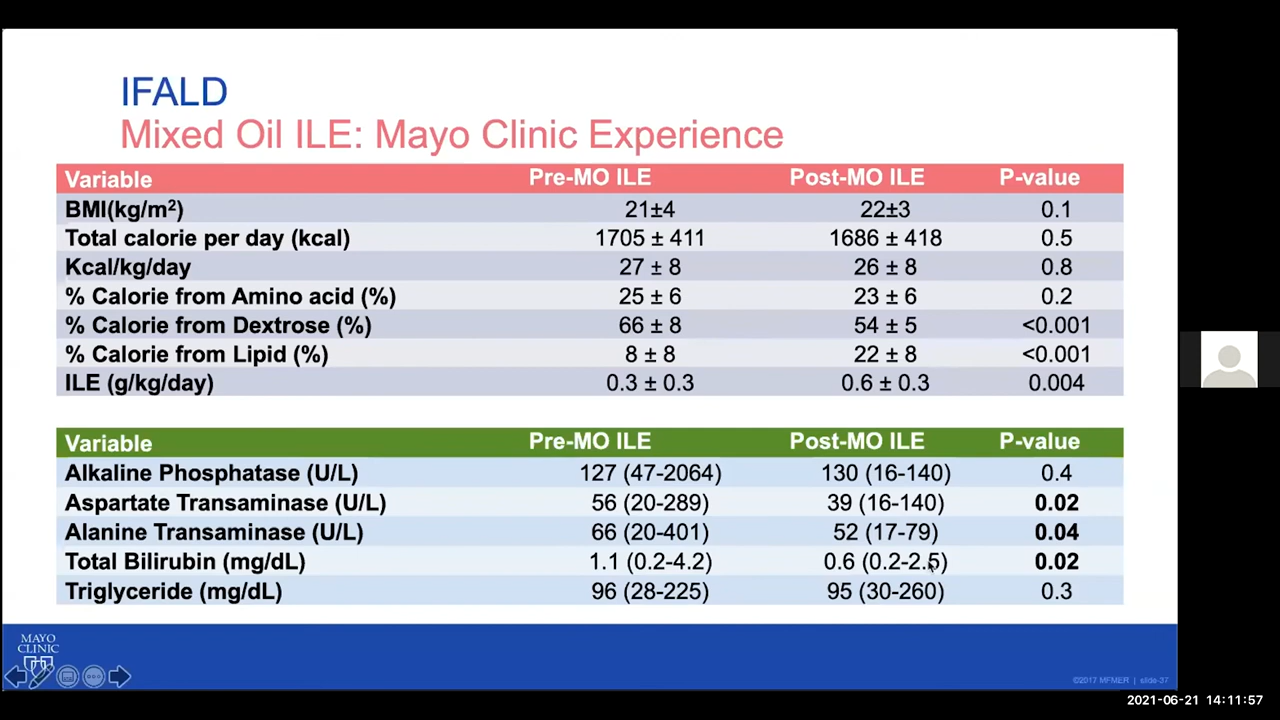 IFALD
Mixed Oil ILE: Mayo Clinic Experience
Variable Pre-MO ILE Post-MO ILE P-value
BMI(kg/m²) 21±4 22±3 0.1
Total calorie per day (kcal) 1705 ± 411 1686 ± 418 0.5
Kcal/kg/day 27 ± 8 26 ± 8 0.8
% Calorie from Amino acid (%) 25 ± 6 23 ± 6 0.2
% Calorie from Dextrose (%) 66 ± 8 54 ± 5 <0.001
% Calorie from Lipid (%) 8 ± 8 22 ± 8 <0.001
ILE (g/kg/day) 0.3 ± 0.3 0.6 ± 0.3 0.004
Variable Pre-MO ILE Post-MO ILE P-value
Alkaline Phosphatase (U/L) 127 (47-2064) 130 (16-140) 0.4
Aspartate Transaminase (U/L) 56 (20-289) 39 (16-140) 0.02
Alanine Transaminase (U/L) 66 (20-401) 52 (17-79) 0.04
Total Bilirubin (mg/dL) 1.1 (0.2-4.2) 0.6 (0.2-2.5) 0.02
Triglyceride (mg/dL) 96 (28-225) 95 (30-260) 0.3
MAYO
CLINIC
©2017 MFMER | slide-37
2021-06-21 14:11:57